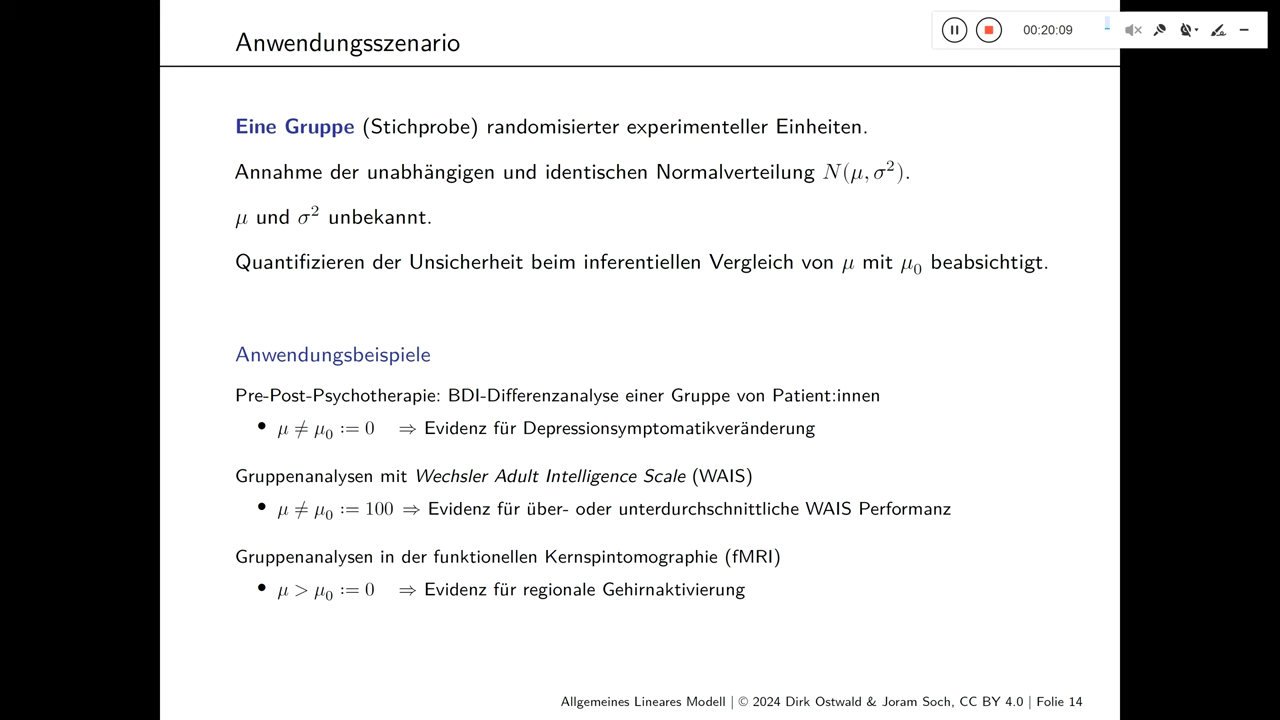 Anwendungsszenario
00:20:09
Eine Gruppe (Stichprobe) randomisierter experimenteller Einheiten.
Annahme der unabhängigen und identischen Normalverteilung N(μ, σ²).
μ und σ² unbekannt.
Quantifizieren der Unsicherheit beim inferentiellen Vergleich von μ mit μ₀ beabsichtigt.
Anwendungsbeispiele
Pre-Post-Psychotherapie: BDI-Differenzanalyse einer Gruppe von Patient:innen
• μ ≠ μ₀ := 0 ⇒ Evidenz für Depressionsymptomatikveränderung
Gruppenanalysen mit Wechsler Adult Intelligence Scale (WAIS)
• μ ≠ μ₀ := 100 ⇒ Evidenz für über- oder unterdurchschnittliche WAIS Performanz
Gruppenanalysen in der funktionellen Kernspintomographie (fMRI)
• μ > μ₀ := 0 ⇒ Evidenz für regionale Gehirnaktivierung
Allgemeines Lineares Modell | © 2024 Dirk Ostwald & Joram Soch, CC BY 4.0 | Folie 14